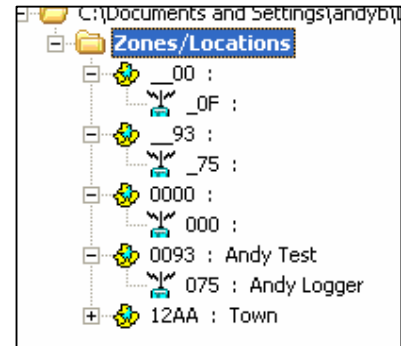 C:\Documents and Settings\andyb\
Zones/Locations
__00 :
_0F :
__93 :
_75 :
0000 :
000 :
0093 : Andy Test
075 : Andy Logger
12AA : Town